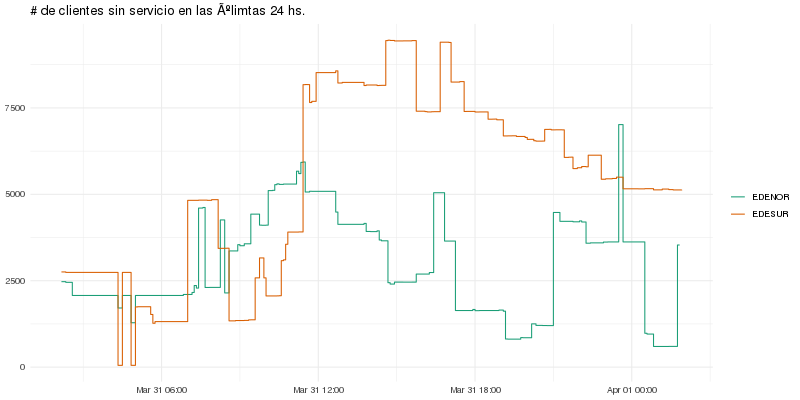 # de clientes sin servicio en las Ãºlimtas 24 hs.
7500
5000
2500
0
Mar 31 06:00
Mar 31 12:00
Mar 31 18:00
Apr 01 00:00
EDENOR
EDESUR